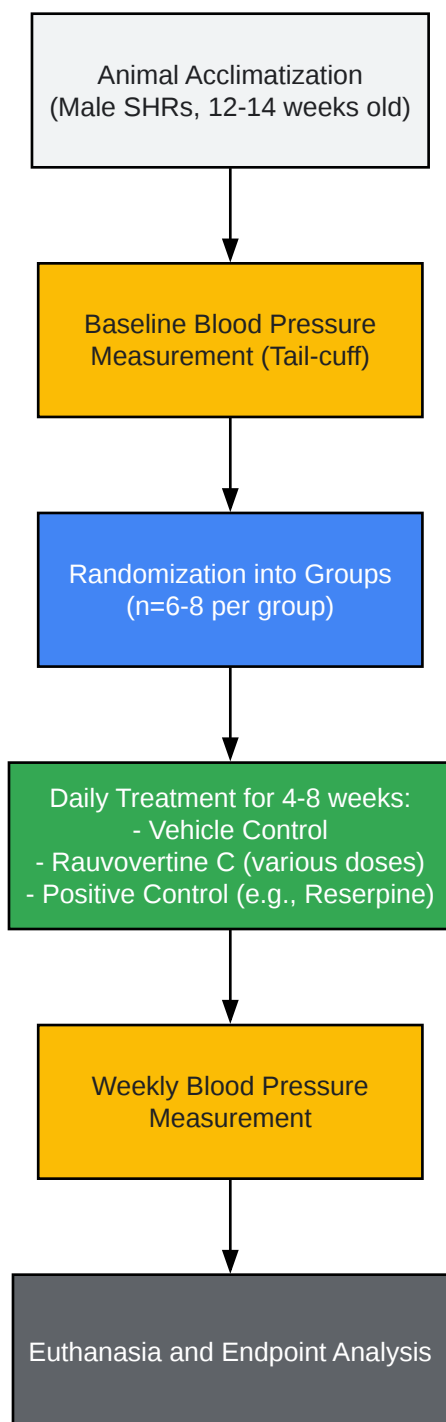 Animal Acclimatization
(Male SHRs, 12-14 weeks old)
Baseline Blood Pressure
Measurement (Tail-cuff)
Randomization into Groups
(n=6-8 per group)
Daily Treatment for 4-8 weeks:
- Vehicle Control
- Rauvovertine C (various doses)
- Positive Control (e.g., Reserpine)
Weekly Blood Pressure
Measurement
Euthanasia and Endpoint Analysis